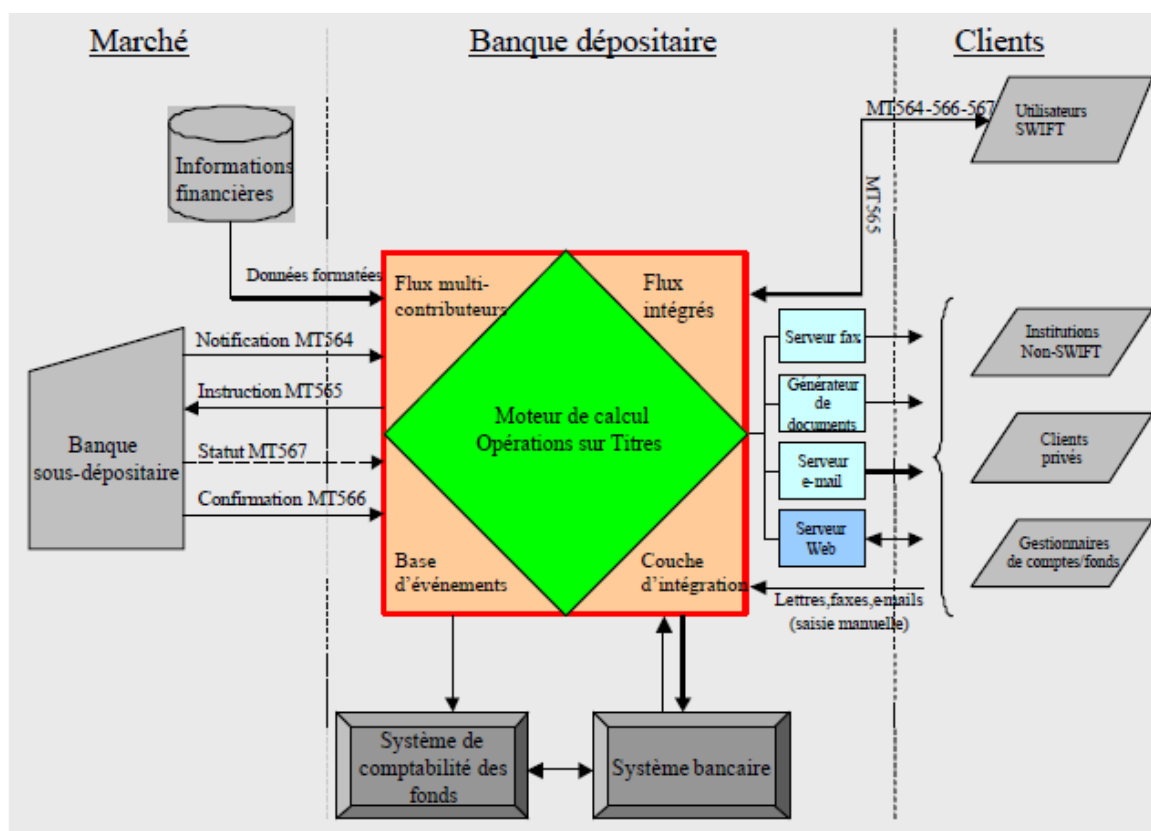 Marché
Banque dépositaire
Clients
MT564-566-567
Utilisateurs
SWIFT
MT565
Informations
financières
Données formatées
Flux multi-
contributeurs
Flux
intégrés
Notification MT564
Instruction MT565
Statut MT567
Confirmation MT566
Banque
sous-dépositaire
Moteur de calcul
Opérations sur Titres
Serveur fax
Générateur
de
documents
Serveur
e-mail
Serveur
Web
Institutions
Non-SWIFT
Clients
privés
Gestionnaires
de comptes/fonds
Base
d’événements
Couche
d’intégration
Lettres,faxes,e-mails
(saisie manuelle)
Système de
comptabilité des
fonds
Système bancaire